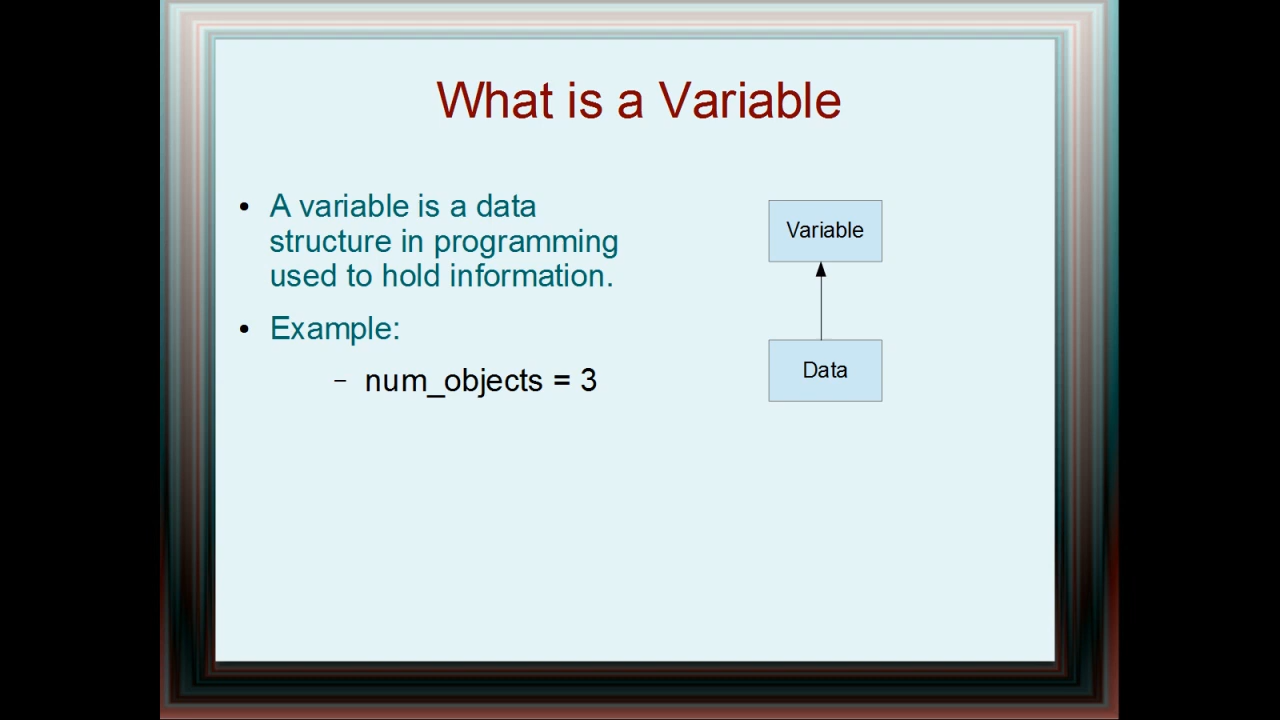 What is a Variable
• A variable is a data
structure in programming
used to hold information.
• Example:
– num_objects = 3
Variable
Data